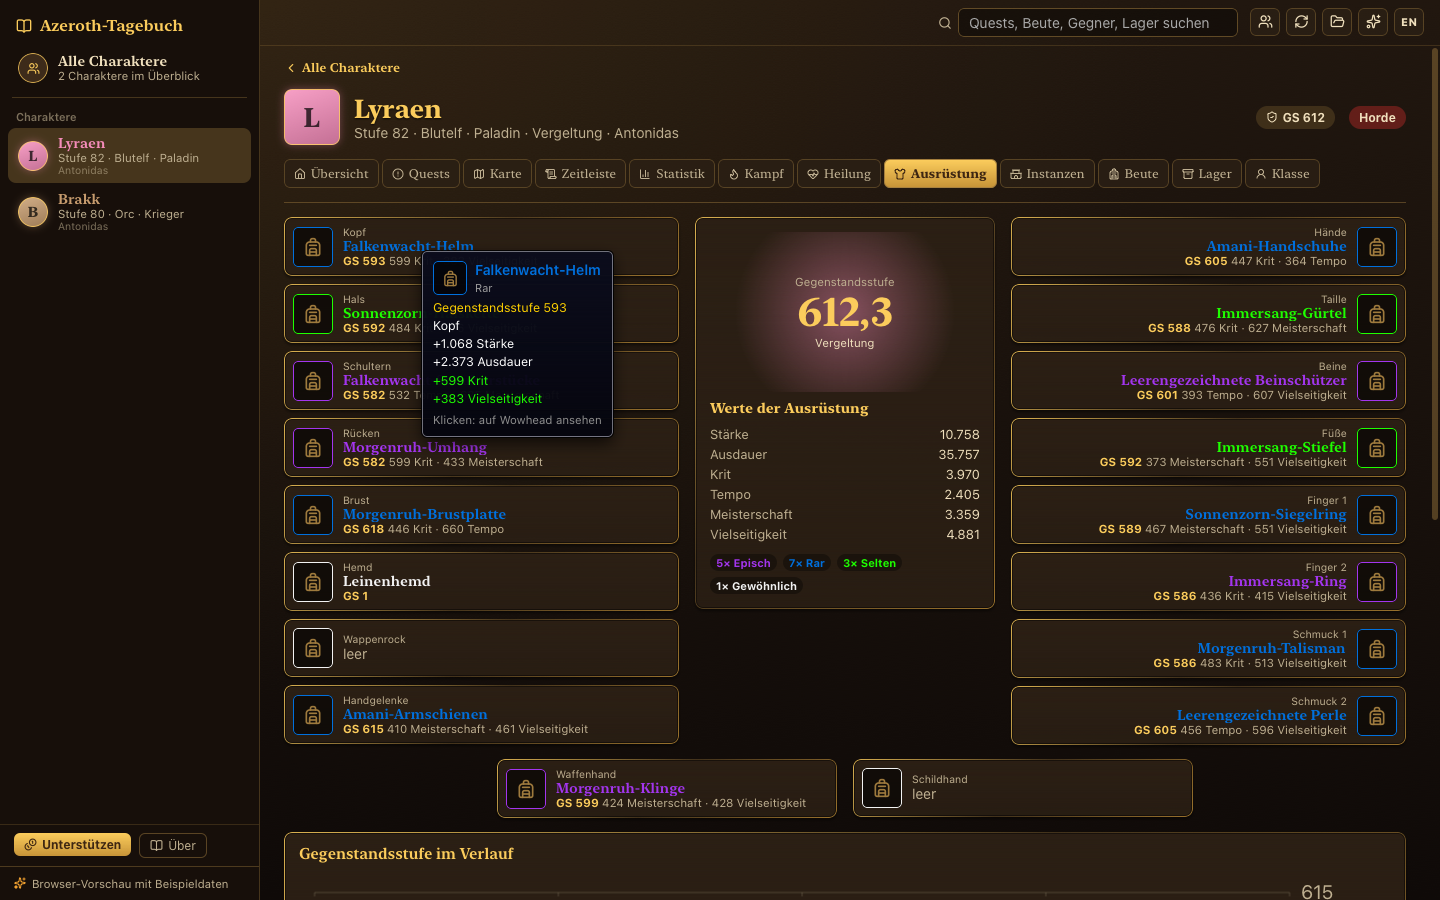 Azeroth-Tagebuch
Alle Charaktere
2 Charaktere im Überblick
Charaktere
L
Lyraen
Stufe 82 · Blutelf · Paladin
Antonidas
B
Brakk
Stufe 80 · Orc · Krieger
Antonidas
Unterstützen
Über
Browser-Vorschau mit Beispieldaten
Quests, Beute, Gegner, Lager suchen
EN
Alle Charaktere
L
Lyraen
Stufe 82 · Blutelf · Paladin · Vergeltung · Antonidas
GS 612
Horde
Übersicht
Quests
Karte
Zeitleiste
Statistik
Kampf
Heilung
Ausrüstung
Instanzen
Beute
Lager
Klasse
Kopf
Falkenwacht-Helm
GS 593 599 K
Hals
Sonnenzorn
GS 592 484 K
Schultern
Falkenwac
GS 582 532 T
Rücken
Morgenruh-Umhang
GS 582 599 Krit · 433 Meisterschaft
Brust
Morgenruh-Brustplatte
GS 618 446 Krit · 660 Tempo
Hemd
Leinenhemd
GS 1
Wappenrock
leer
Handgelenke
Amani-Armschienen
GS 615 410 Meisterschaft · 461 Vielseitigkeit
Falkenwacht-Helm
Rar
Gegenstandsstufe 593
Kopf
+1.068 Stärke
+2.373 Ausdauer
+599 Krit
+383 Vielseitigkeit
Klicken: auf Wowhead ansehen
Gegenstandsstufe
612,3
Vergeltung
Werte der Ausrüstung
Stärke 10.758
Ausdauer 35.757
Krit 3.970
Tempo 2.405
Meisterschaft 3.359
Vielseitigkeit 4.881
5× Episch 7× Rar 3× Selten
1× Gewöhnlich
Hände
Amani-Handschuhe
GS 605 447 Krit · 364 Tempo
Taille
Immersang-Gürtel
GS 588 476 Krit · 627 Meisterschaft
Beine
Leerengezeichnete Beinschützer
GS 601 393 Tempo · 607 Vielseitigkeit
Füße
Immersang-Stiefel
GS 592 373 Meisterschaft · 551 Vielseitigkeit
Finger 1
Sonnenzorn-Siegelring
GS 589 467 Meisterschaft · 551 Vielseitigkeit
Finger 2
Immersang-Ring
GS 586 436 Krit · 415 Vielseitigkeit
Schmuck 1
Morgenruh-Talisman
GS 586 483 Krit · 513 Vielseitigkeit
Schmuck 2
Leerengezeichnete Perle
GS 605 456 Tempo · 596 Vielseitigkeit
Waffenhand
Morgenruh-Klinge
GS 599 424 Meisterschaft · 428 Vielseitigkeit
Schildhand
leer
Gegenstandsstufe im Verlauf
615